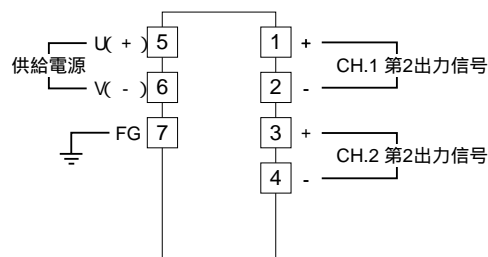 U( + ) 5
供給電源
V( - ) 6
FG 7
1 +
CH.1 第2出力信号
2 -
3 +
CH.2 第2出力信号
4 -